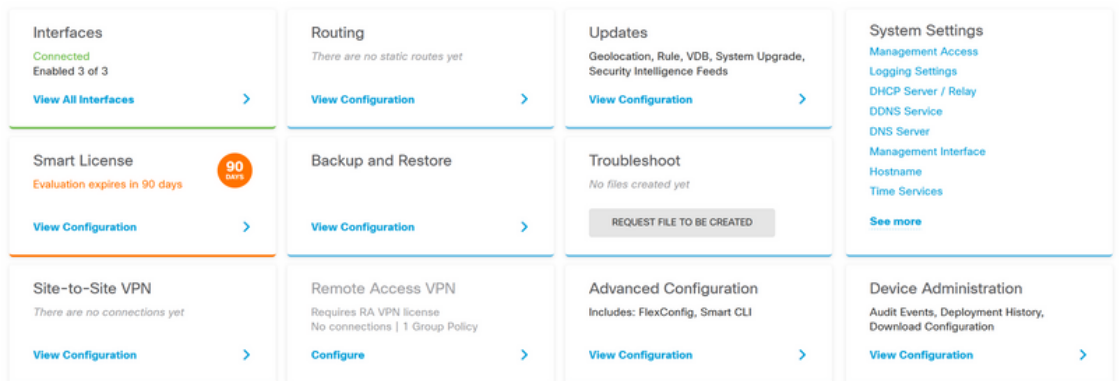 Interfaces
Connected
Enabled 3 of 3
View All Interfaces
Routing
There are no static routes yet
View Configuration
Updates
Geolocation, Rule, VDB, System Upgrade,
Security Intelligence Feeds
View Configuration
System Settings
Management Access
Logging Settings
DHCP Server / Relay
DDNS Service
DNS Server
Management Interface
Hostname
Time Services
See more
Smart License
Evaluation expires in 90 days
90
DAYS
View Configuration
Backup and Restore
View Configuration
Troubleshoot
No files created yet
REQUEST FILE TO BE CREATED
Site-to-Site VPN
There are no connections yet
View Configuration
Remote Access VPN
Requires RA VPN license
No connections | 1 Group Policy
Configure
Advanced Configuration
Includes: FlexConfig, Smart CLI
View Configuration
Device Administration
Audit Events, Deployment History,
Download Configuration
View Configuration